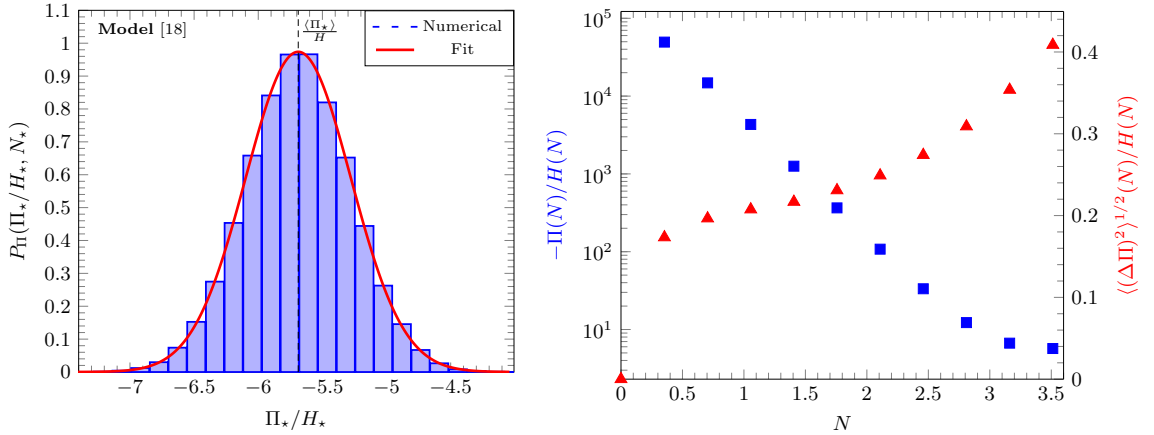 Model [18]
⟨Π⋆⟩/H
Numerical
Fit
1.1
1
0.9
0.8
0.7
0.6
0.5
0.4
0.3
0.2
0.1
0
P_Π(Π⋆/H⋆, N⋆)
−7 −6.5 −6 −5.5 −5 −4.5
Π⋆/H⋆
10^5
10^4
10^3
10^2
10^1
−Π(N)/H(N)
0.4
0.3
0.2
0.1
0
⟨(ΔΠ)^2⟩^{1/2}(N)/H(N)
0 0.5 1 1.5 2 2.5 3 3.5
N